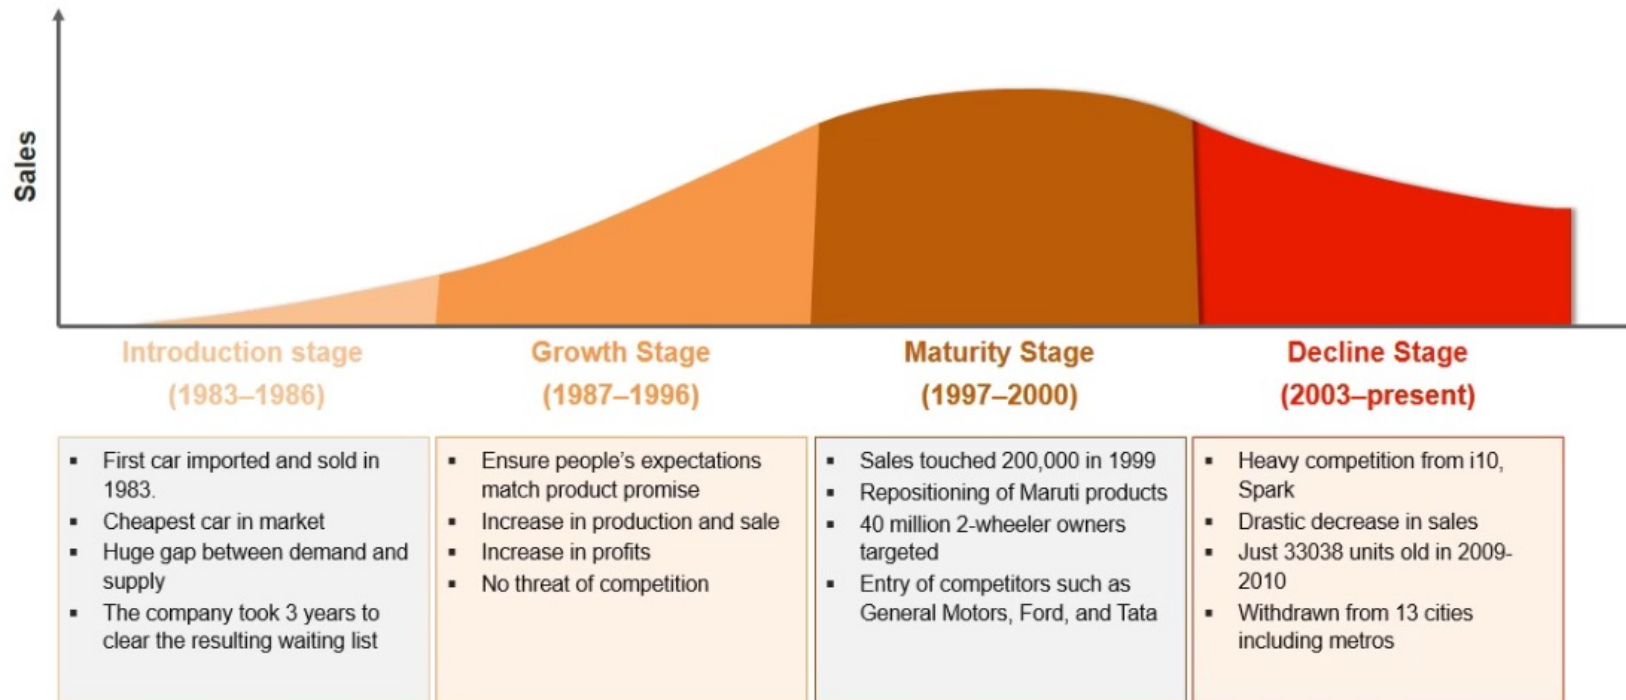 Sales
Introduction stage
(1983–1986)
Growth Stage
(1987–1996)
Maturity Stage
(1997–2000)
Decline Stage
(2003–present)
▪ First car imported and sold in
1983.
▪ Cheapest car in market
▪ Huge gap between demand and
supply
▪ The company took 3 years to
clear the resulting waiting list
▪ Ensure people’s expectations
match product promise
▪ Increase in production and sale
▪ Increase in profits
▪ No threat of competition
▪ Sales touched 200,000 in 1999
▪ Repositioning of Maruti products
▪ 40 million 2-wheeler owners
targeted
▪ Entry of competitors such as
General Motors, Ford, and Tata
▪ Heavy competition from i10,
Spark
▪ Drastic decrease in sales
▪ Just 33038 units old in 2009-
2010
▪ Withdrawn from 13 cities
including metros